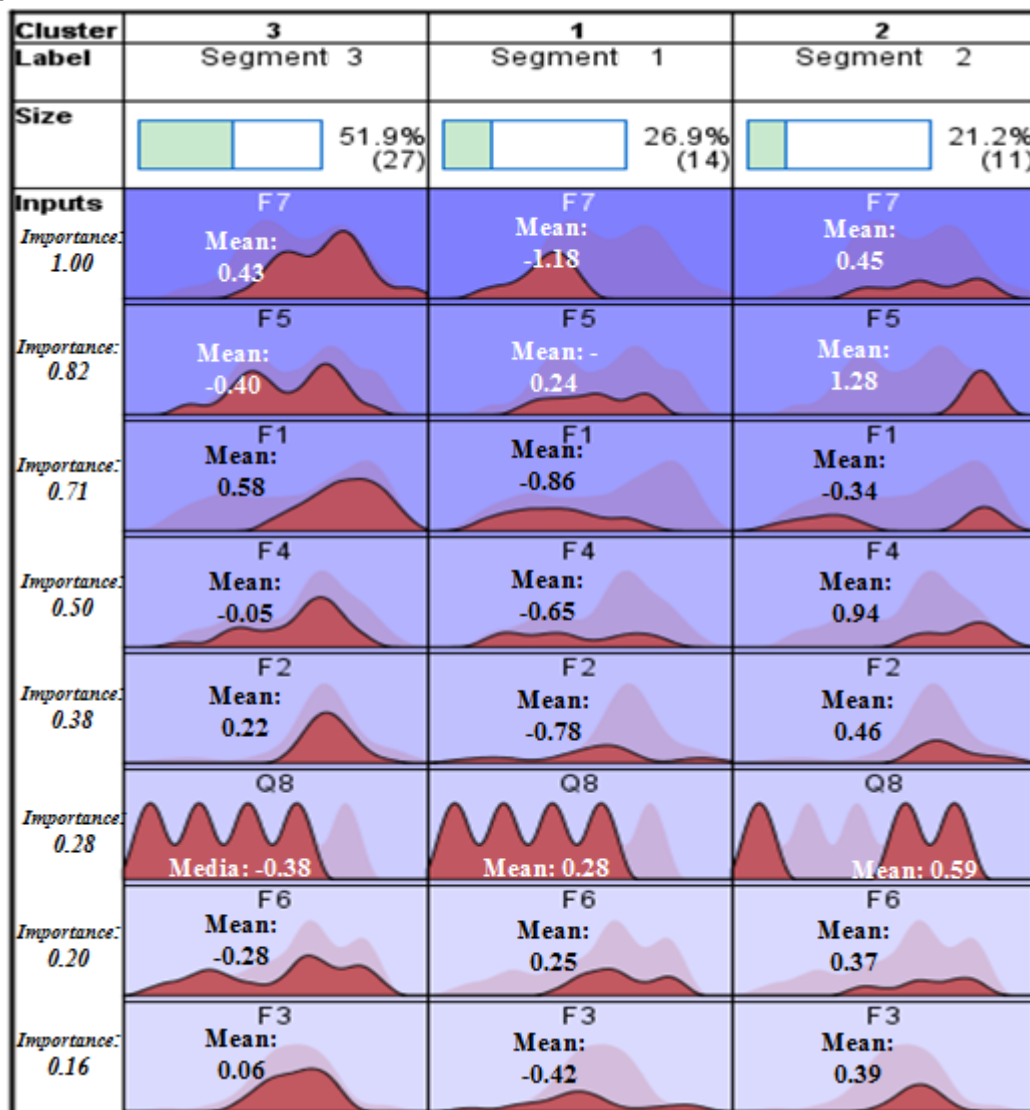 Cluster 3 1 2
Label Segment 3 Segment 1 Segment 2
Size
51.9% 26.9% 21.2%
(27) (14) (11)
Inputs F7 F7 F7
Importance: Mean: Mean: Mean:
1.00 0.43 -1.18 0.45
F5 F5 F5
Importance: Mean: Mean: - Mean:
0.82 -0.40 0.24 1.28
F1 F1 F1
Importance: Mean: Mean: Mean:
0.71 0.58 -0.86 -0.34
F4 F4 F4
Importance: Mean: Mean: Mean:
0.50 -0.05 -0.65 0.94
F2 F2 F2
Importance: Mean: Mean: Mean:
0.38 0.22 -0.78 0.46
Q8 Q8 Q8
Importance:
0.28 Media: -0.38 Mean: 0.28 Mean: 0.59
F6 F6 F6
Importance: Mean: Mean: Mean:
0.20 -0.28 0.25 0.37
F3 F3 F3
Importance: Mean: Mean: Mean:
0.16 0.06 -0.42 0.39